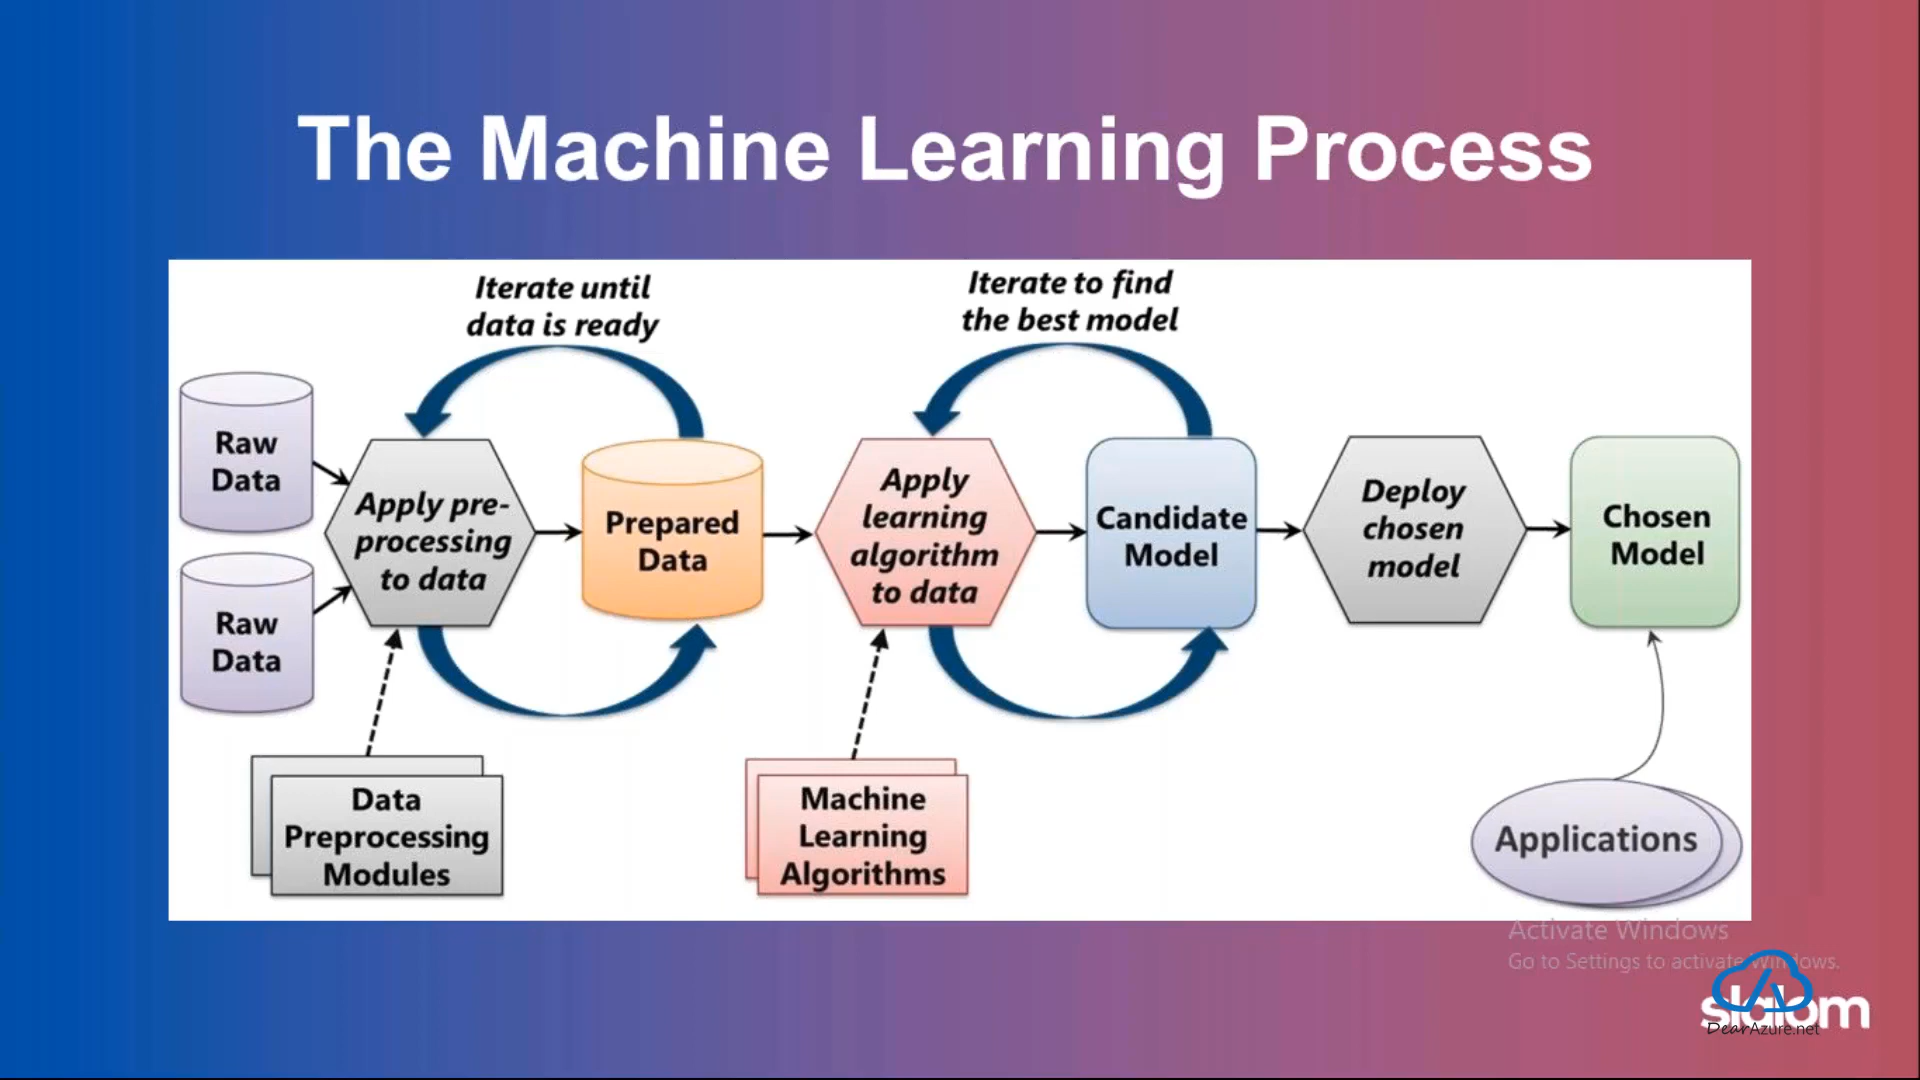 The Machine Learning Process
Iterate until
data is ready
Iterate to find
the best model
Raw
Data
Raw
Data
Apply pre-
processing
to data
Prepared
Data
Apply
learning
algorithm
to data
Candidate
Model
Deploy
chosen
model
Chosen
Model
Data
Preprocessing
Modules
Machine
Learning
Algorithms
Applications
Activate Windows
Go to Settings to activate Windows.
slalom
DearAzure.net